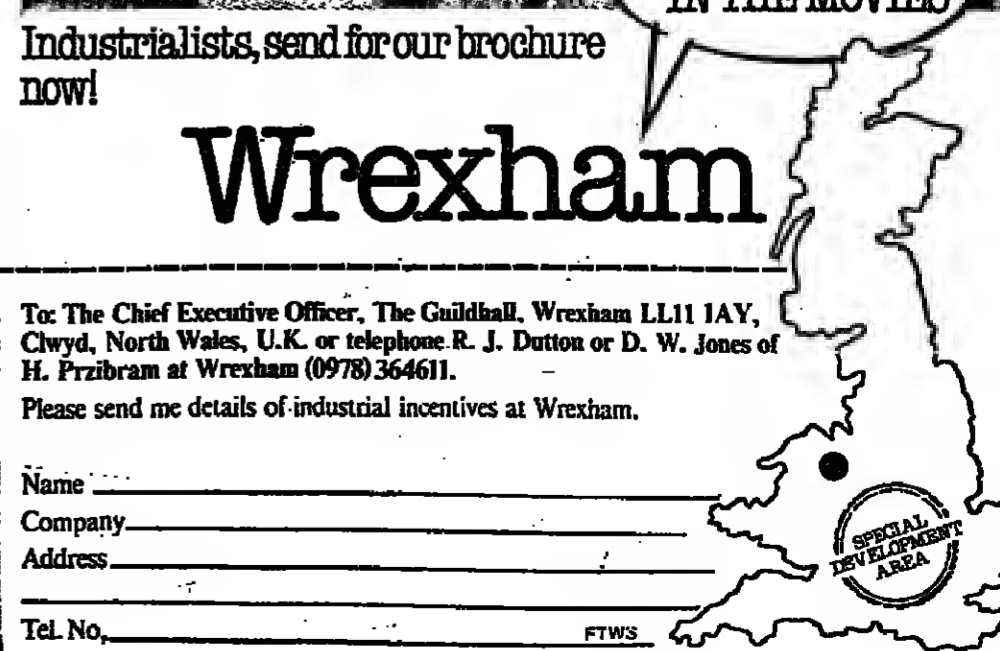 IN THE MOVIES
Industrialists, send for our brochure
now!
Wrexham
To: The Chief Executive Officer, The Guildhall, Wrexham LL11 1AY,
Clwyd, North Wales, U.K. or telephone R. J. Dutton or D. W. Jones of
H. Przibram at Wrexham (0978) 364611.
Please send me details of industrial incentives at Wrexham.
Name
Company
Address
Tel. No.
FTWS
SPECIAL
DEVELOPMENT
AREA